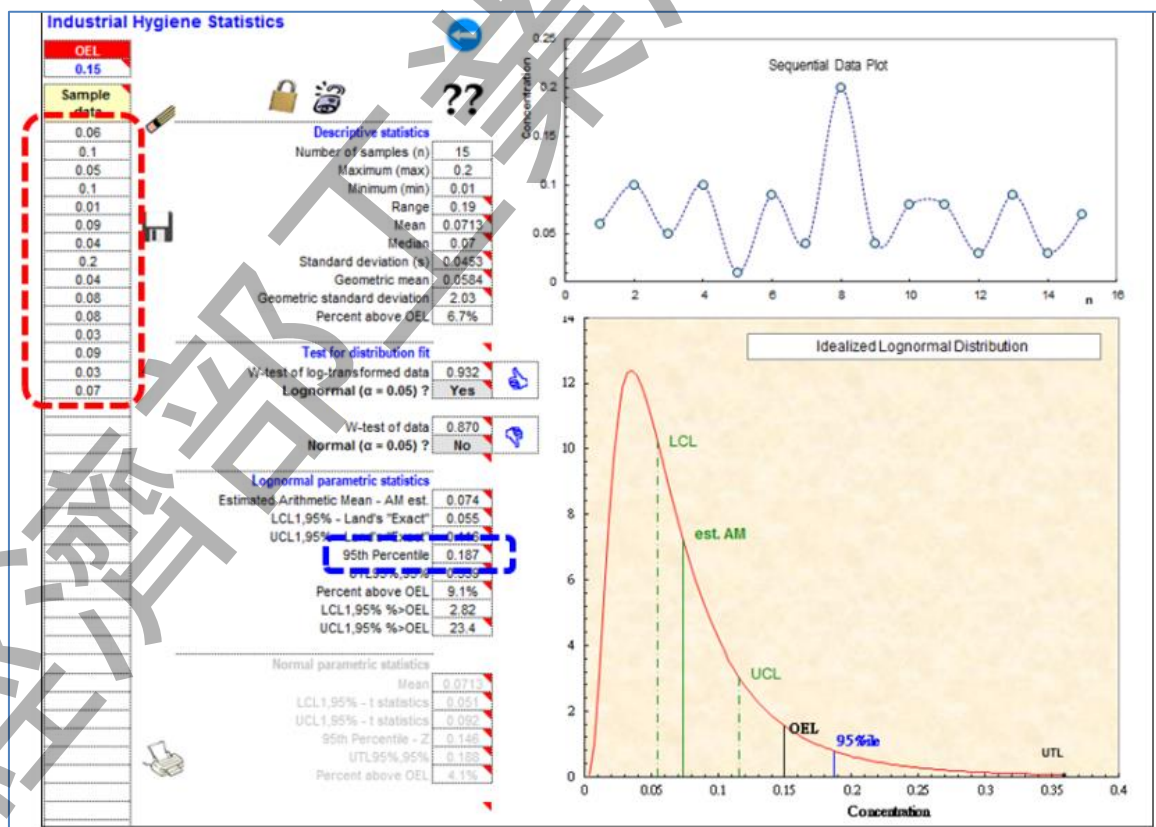 Industrial Hygiene Statistics
OEL
0.15
Sample
data
0.06
0.1
0.05
0.1
0.01
0.09
0.04
0.2
0.04
0.08
0.08
0.03
0.09
0.03
0.07
??
Descriptive statistics
Number of samples (n) 15
Maximum (max) 0.2
Minimum (min) 0.01
Range 0.19
Mean 0.0713
Median 0.07
Standard deviation (s) 0.0453
Geometric mean 0.0584
Geometric standard deviation 2.03
Percent above OEL 6.7%
Test for distribution fit
W-test of log-transformed data 0.932
Lognormal (α = 0.05) ? Yes
W-test of data 0.870
Normal (α = 0.05) ? No
Lognormal parametric statistics
Estimated Arithmetic Mean - AM est. 0.074
LCL1,95% - Land's "Exact" 0.055
UCL1,95% - Land's "Exact"
95th Percentile 0.187
UTL95%,95%
Percent above OEL 9.1%
LCL1,95% %>OEL 2.82
UCL1,95% %>OEL 23.4
Normal parametric statistics
Mean 0.0713
LCL1,95% - t statistics 0.051
UCL1,95% - t statistics 0.092
95th Percentile - Z 0.146
UTL95%,95% 0.188
Percent above OEL 4.1%
Sequential Data Plot
Concentration
0.25
0.2
0.15
0.1
0.05
0
0 2 4 6 8 10 12 14 16
n
Idealized Lognormal Distribution
14
12
10
8
6
4
2
0
LCL
est. AM
UCL
OEL
95%ile
UTL
0 0.05 0.1 0.15 0.2 0.25 0.3 0.35 0.4
Concentration
濟部工業